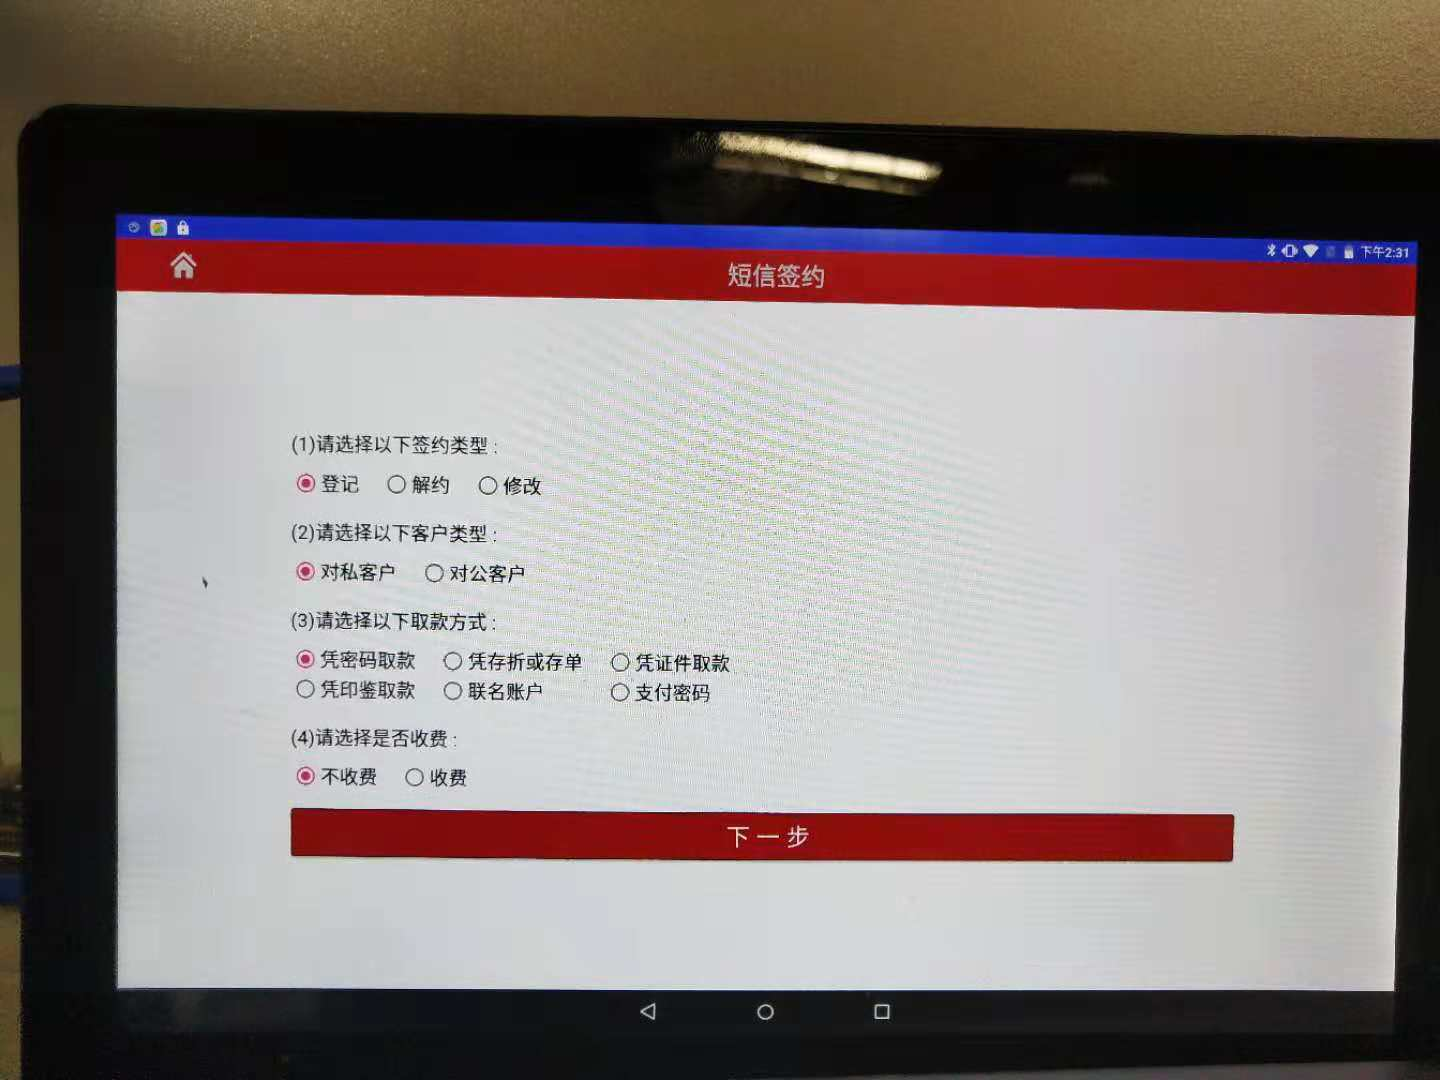 下午2:31
短信签约
(1)请选择以下签约类型:
登记 解约 修改
(2)请选择以下客户类型:
对私客户 对公客户
(3)请选择以下取款方式:
凭密码取款 凭存折或存单 凭证件取款
凭印鉴取款 联名账户 支付密码
(4)请选择是否收费:
不收费 收费
下一步